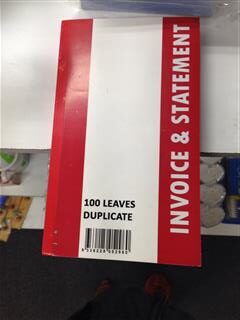 INVOICE & STATEMENT
100 LEAVES
DUPLICATE